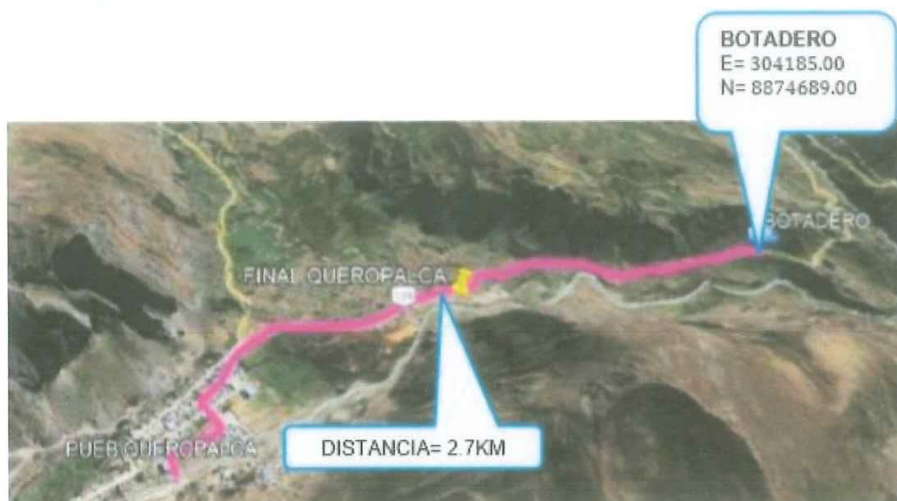 BOTADERO
E= 304185.00
N= 8874689.00
BOTADERO
FINAL QUEROPALCA
PUEB QUEROPALCA
DISTANCIA= 2.7KM